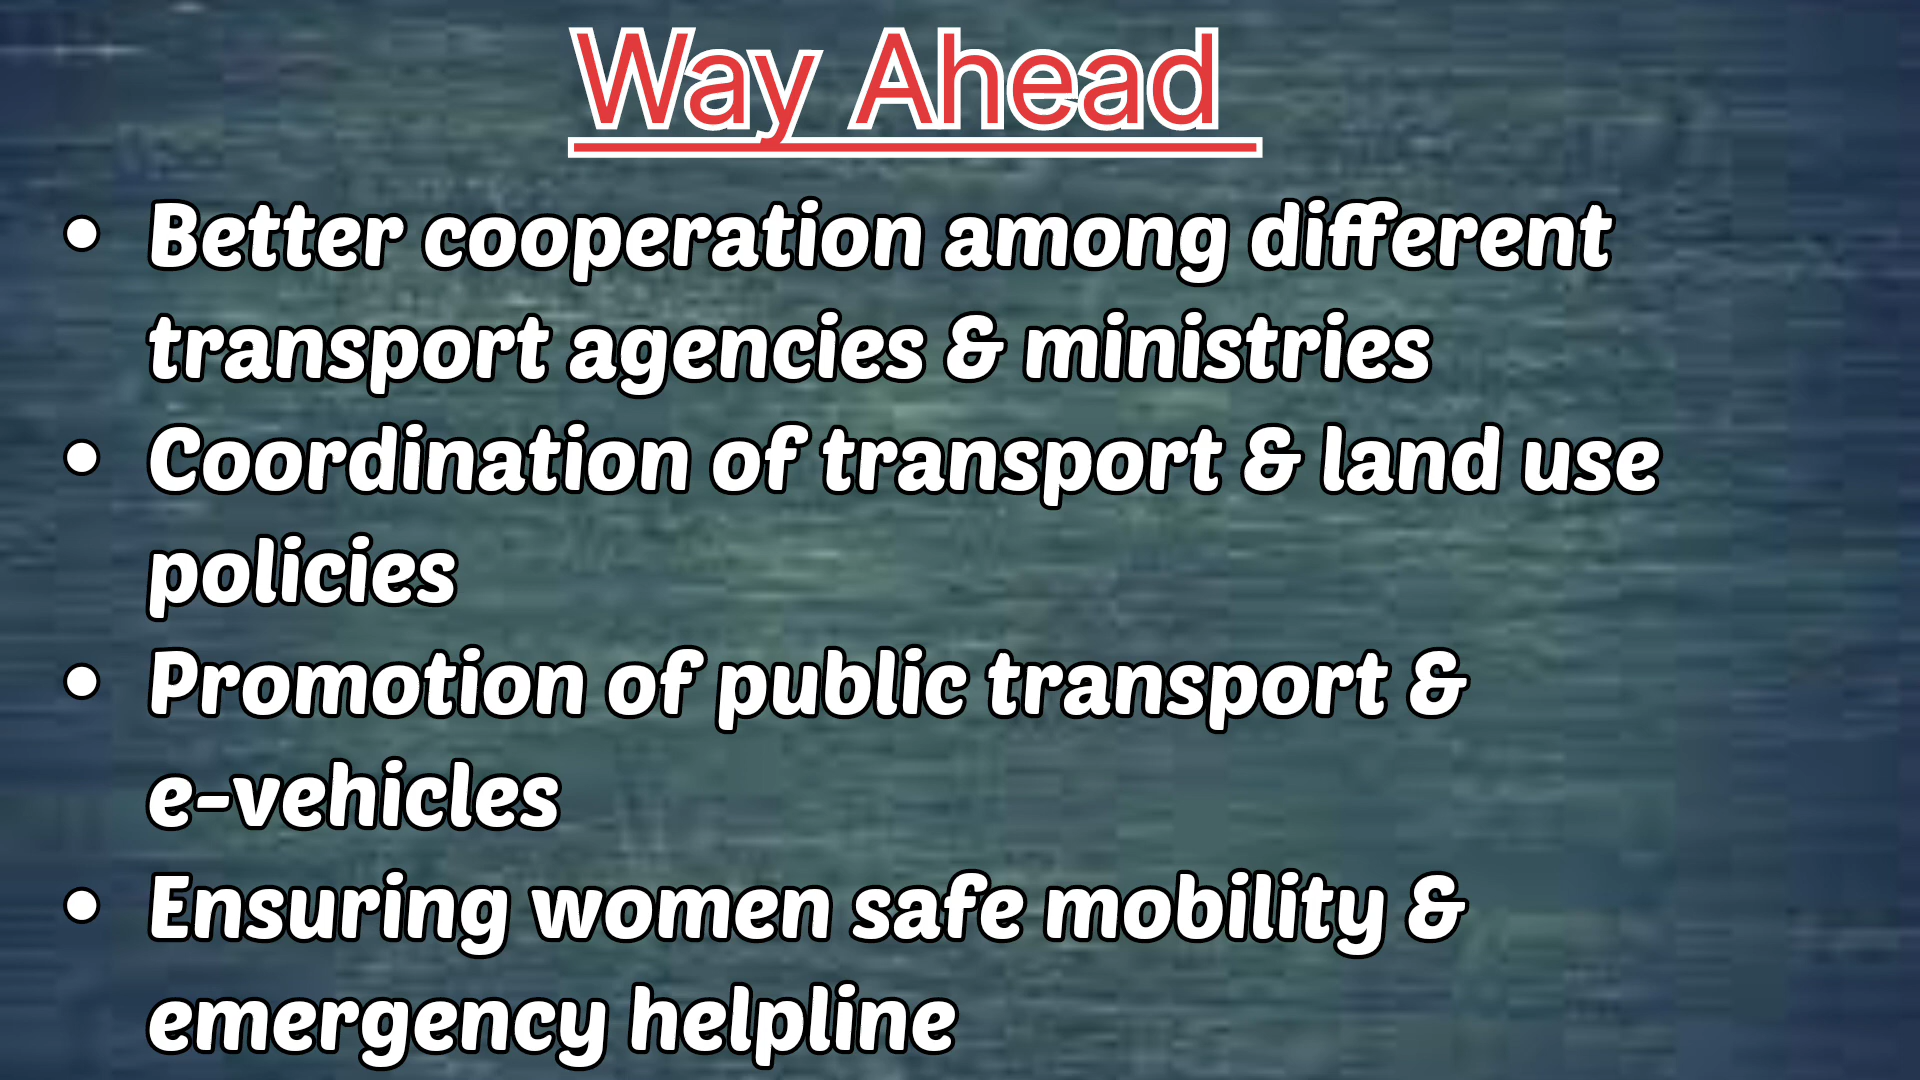 Way Ahead
• Better cooperation among different
transport agencies & ministries
• Coordination of transport & land use
policies
• Promotion of public transport &
e-vehicles
• Ensuring women safe mobility &
emergency helpline